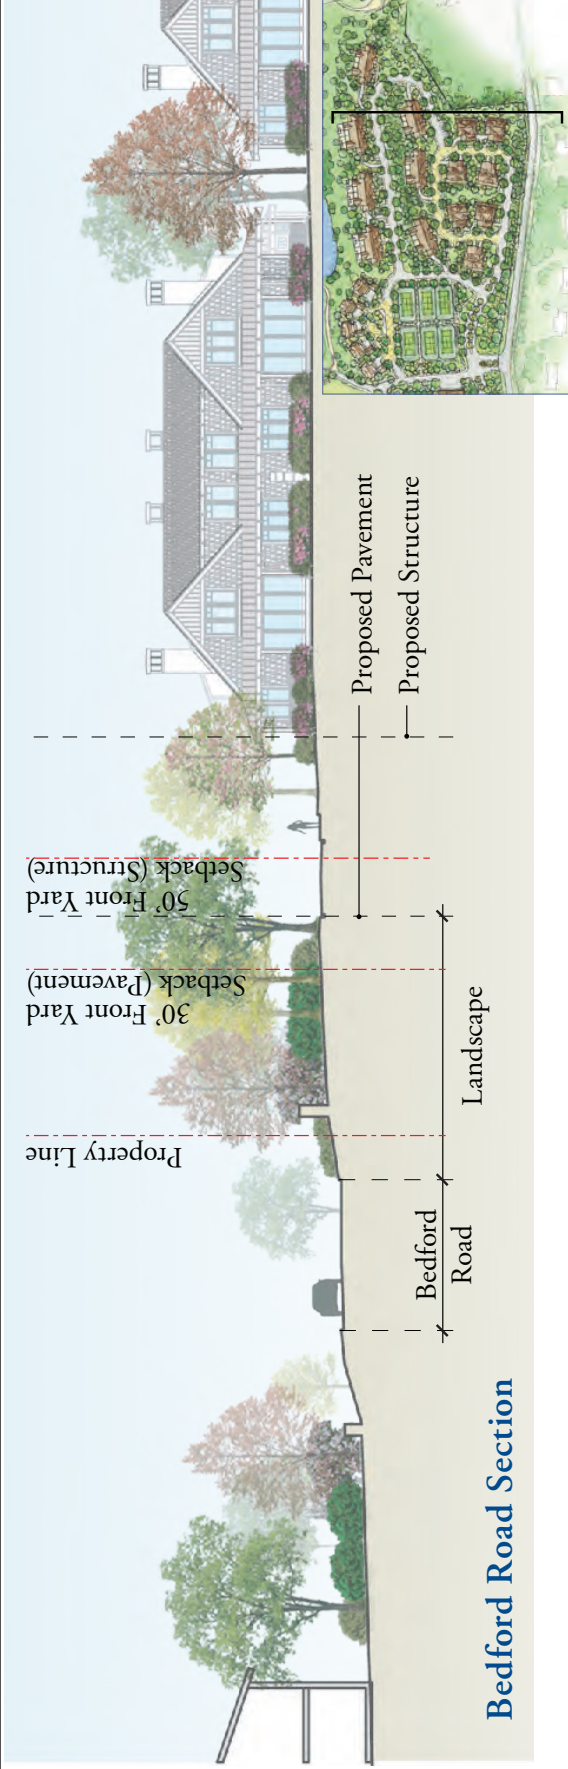 Property Line
30' Front Yard
Setback (Pavement)
50' Front Yard
Setback (Structure)
Proposed Pavement
Proposed Structure
Bedford
Road
Landscape
Bedford Road Section